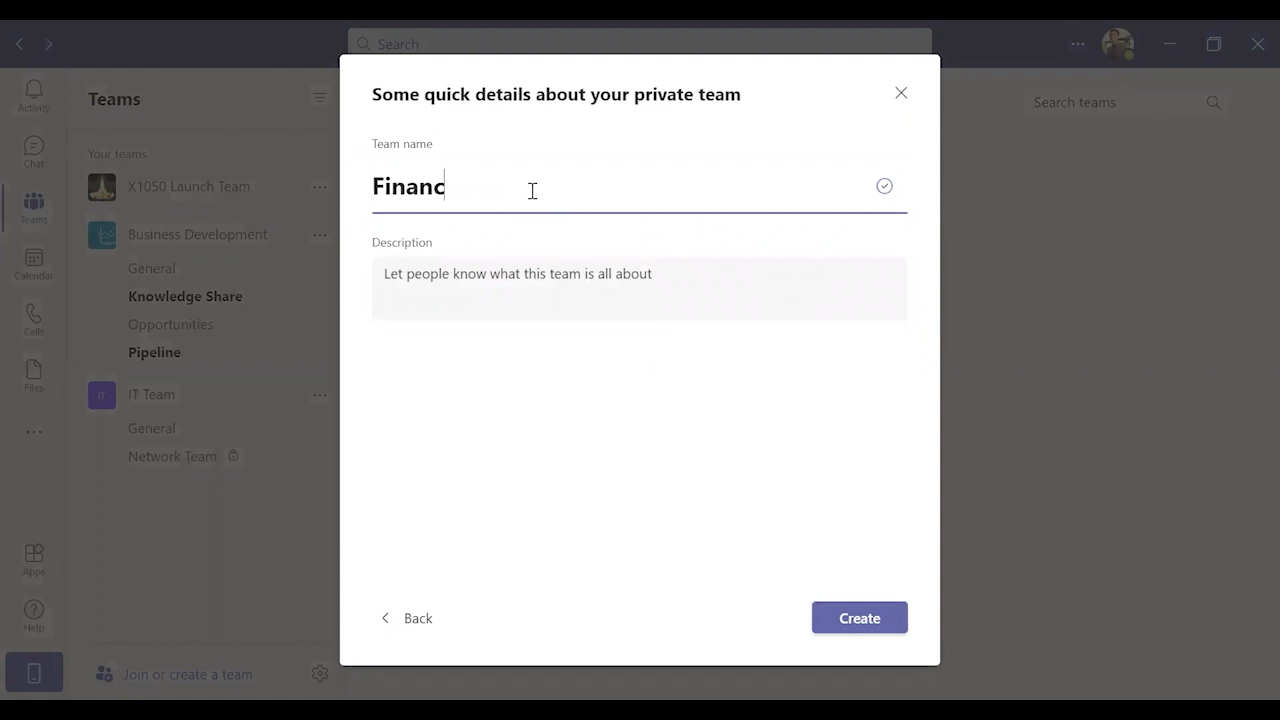 Search
Activity
Chat
Teams
Calendar
Calls
Files
Apps
Help
Teams
Your teams
X1050 Launch Team
Business Development
General
Knowledge Share
Opportunities
Pipeline
IT
IT Team
General
Network Team
Join or create a team
Some quick details about your private team
Team name
Financ
Description
Let people know what this team is all about
Back
Create
Search teams